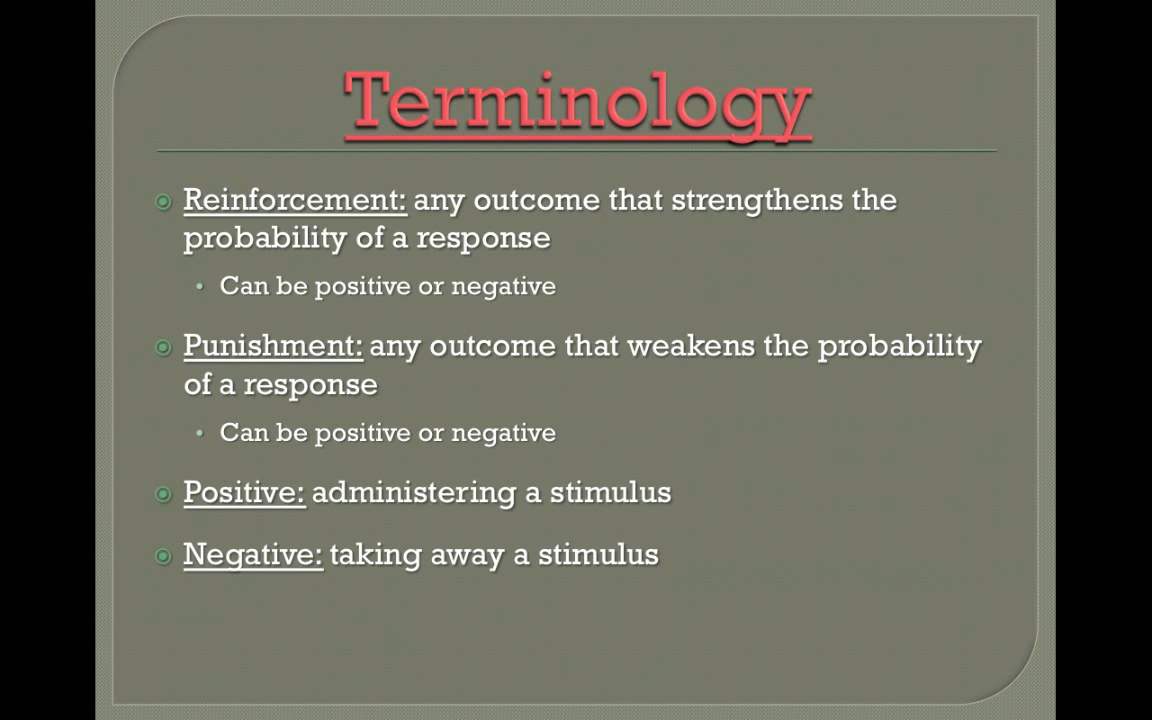 Terminology
Reinforcement: any outcome that strengthens the
probability of a response
Can be positive or negative
Punishment: any outcome that weakens the probability
of a response
Can be positive or negative
Positive: administering a stimulus
Negative: taking away a stimulus